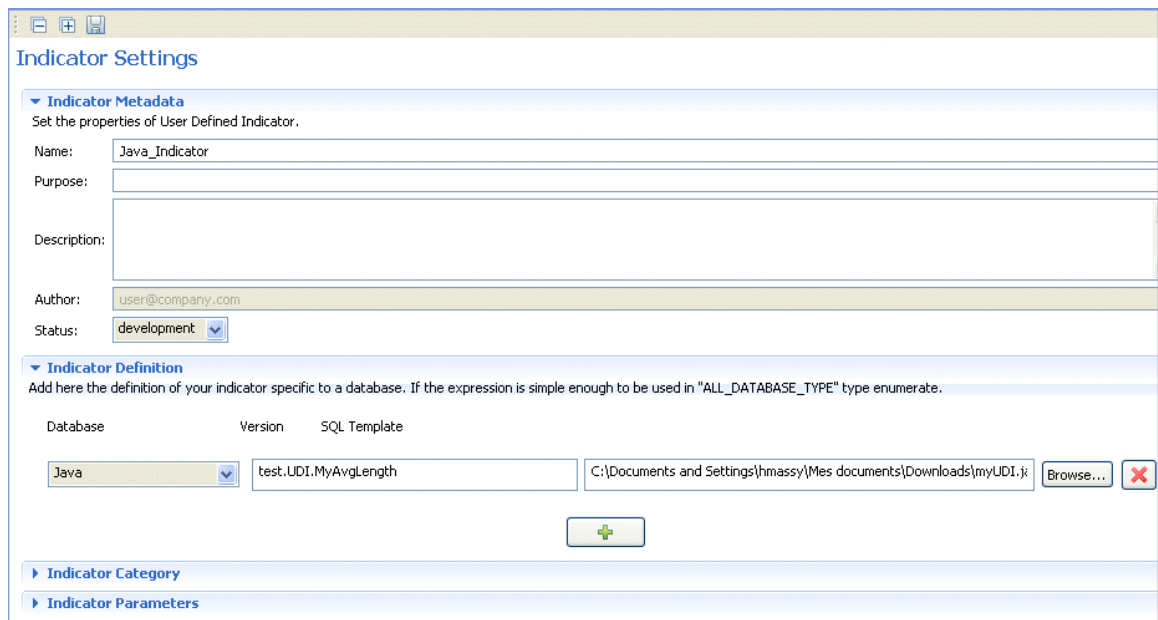 Indicator Settings
Indicator Metadata
Set the properties of User Defined Indicator.
Name: Java_Indicator
Purpose:
Description:
Author: user@company.com
Status: development
Indicator Definition
Add here the definition of your indicator specific to a database. If the expression is simple enough to be used in "ALL_DATABASE_TYPE" type enumerate.
Database Version SQL Template
Java test.UDI.MyAvgLength C:\Documents and Settings\hmassy\Mes documents\Downloads\myUDI.ja Browse...
Indicator Category
Indicator Parameters